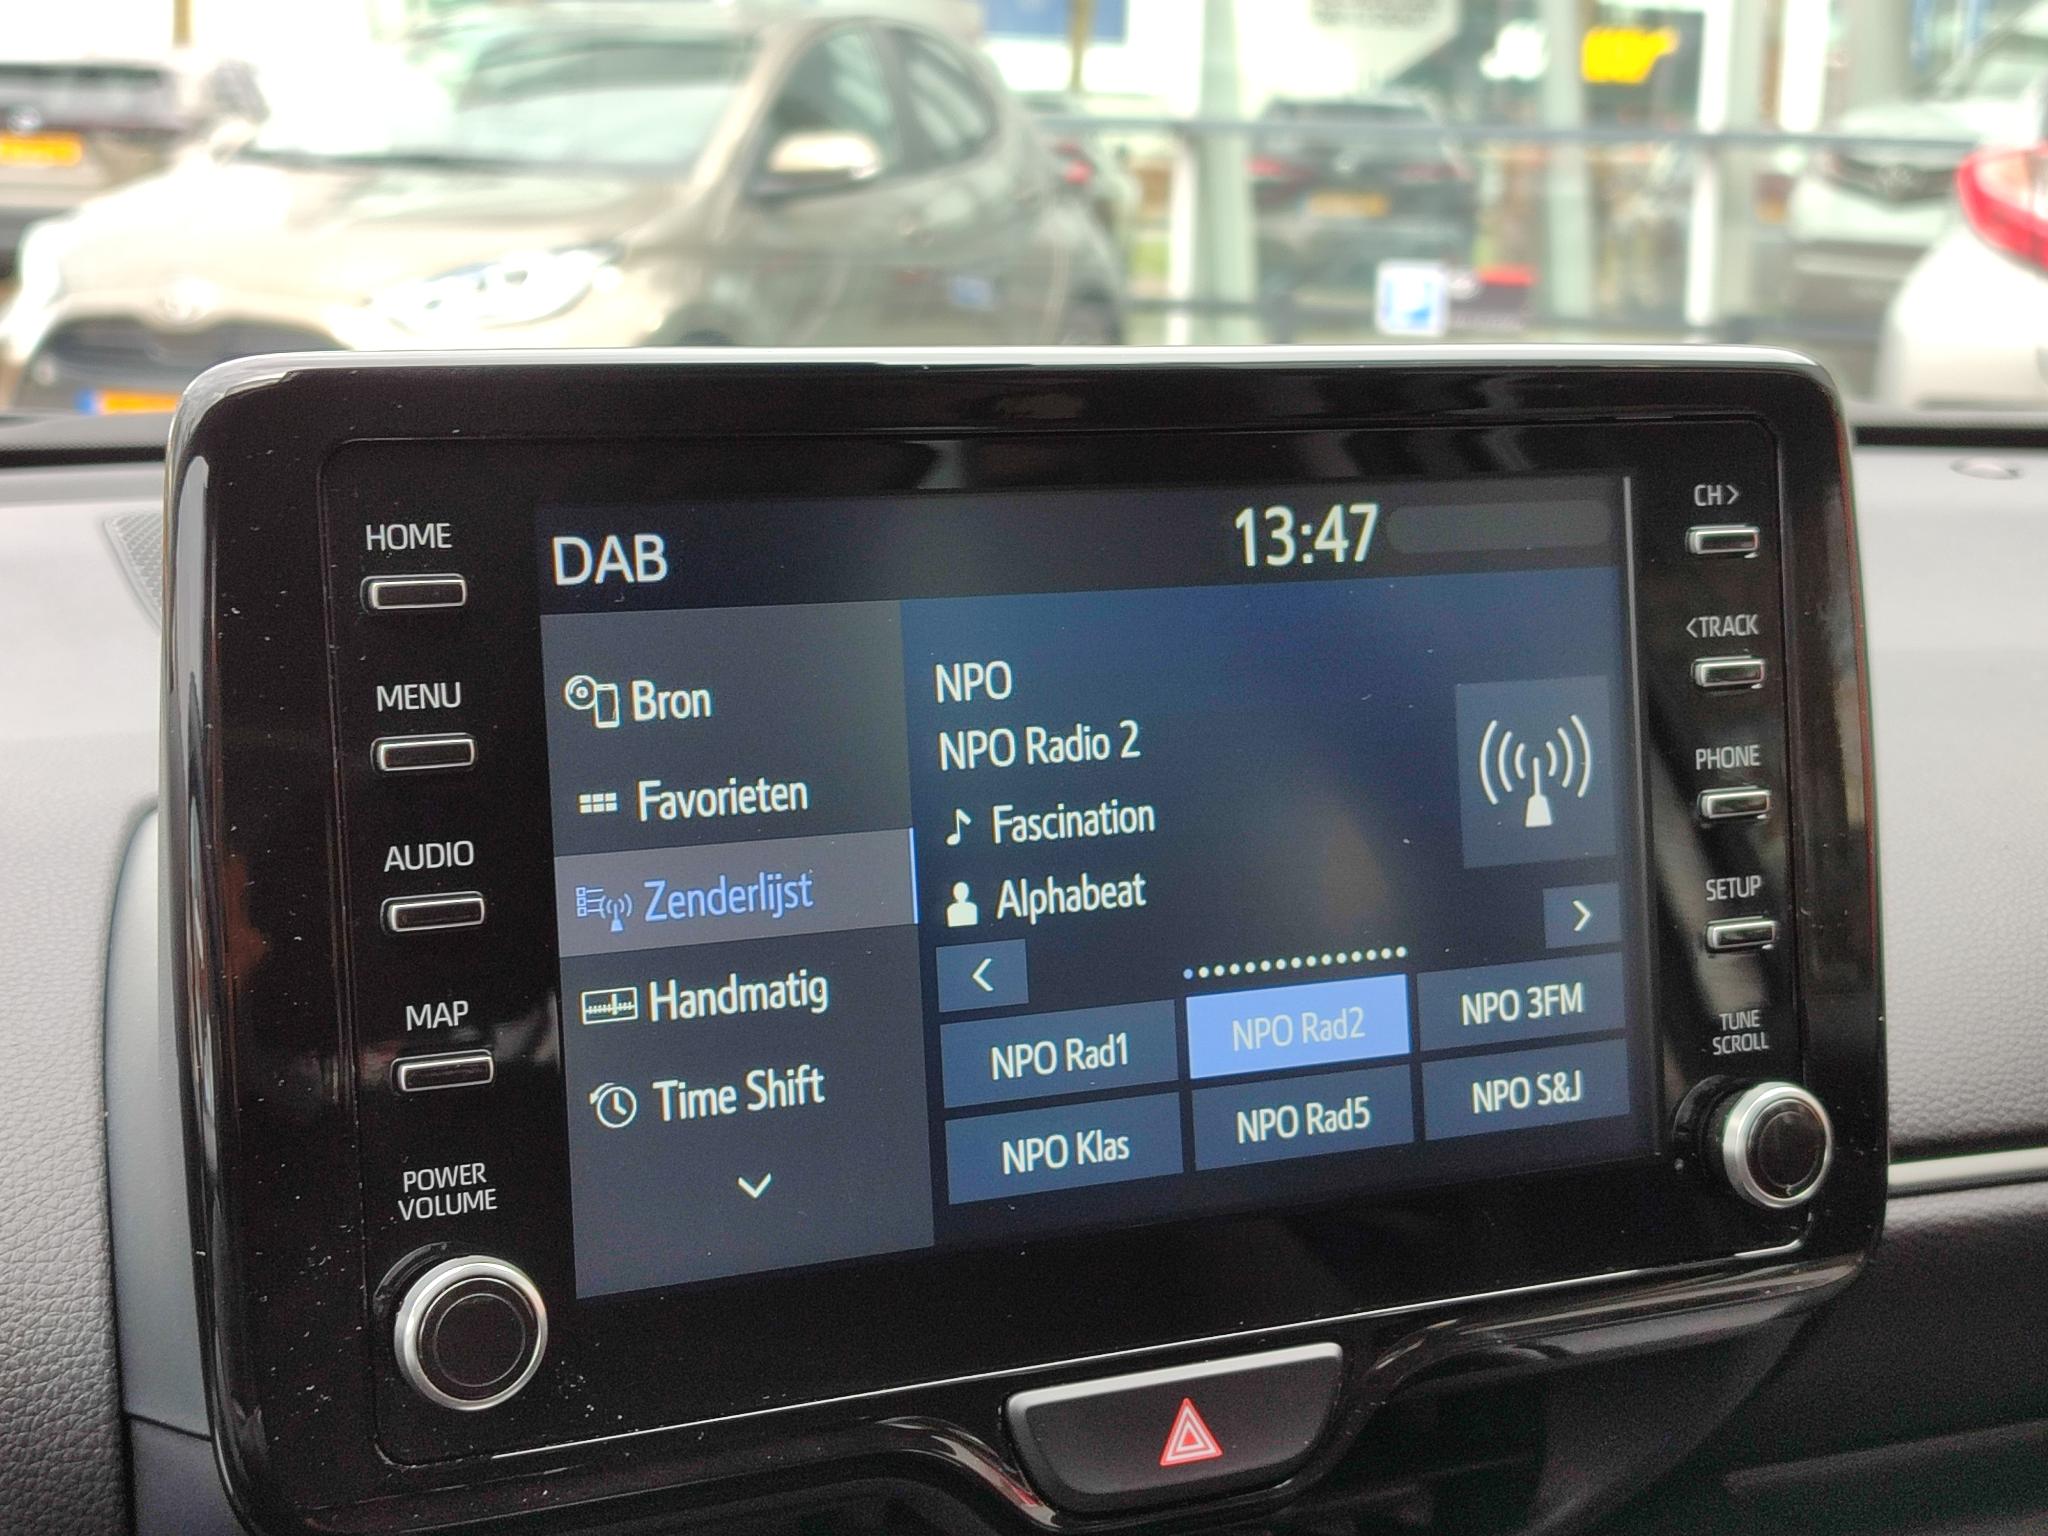 HOME
MENU
AUDIO
MAP
POWER
VOLUME
DAB
13:47
Bron
Favorieten
Zenderlijst
Handmatig
Time Shift
NPO
NPO Radio 2
Fascination
Alphabeat
NPO Rad1
NPO Rad2
NPO 3FM
NPO Klas
NPO Rad5
NPO S&J
CH>
<TRACK
PHONE
SETUP
TUNE
SCROLL